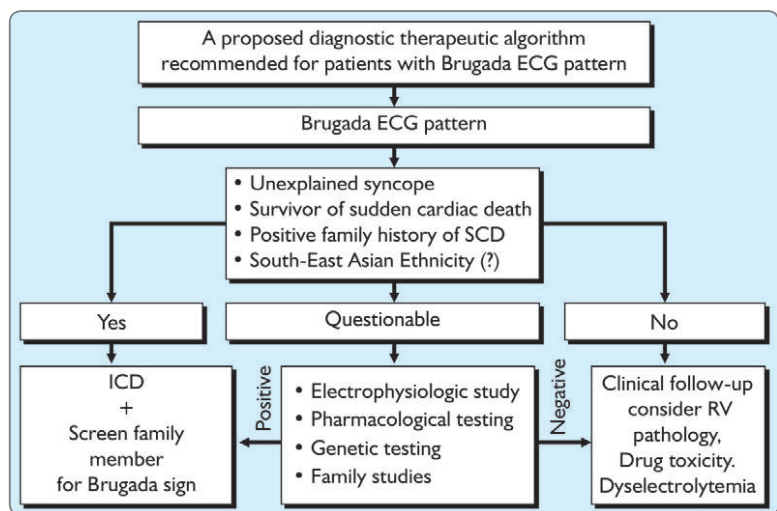 A proposed diagnostic therapeutic algorithm
recommended for patients with Brugada ECG pattern
Brugada ECG pattern
• Unexplained syncope
• Survivor of sudden cardiac death
• Positive family history of SCD
• South-East Asian Ethnicity (?)
Yes
Questionable
No
ICD
+
Screen family
member
for Brugada sign
Positive
• Electrophysiologic study
• Pharmacological testing
• Genetic testing
• Family studies
Negative
Clinical follow-up
consider RV
pathology,
Drug toxicity.
Dyselectrolytemia